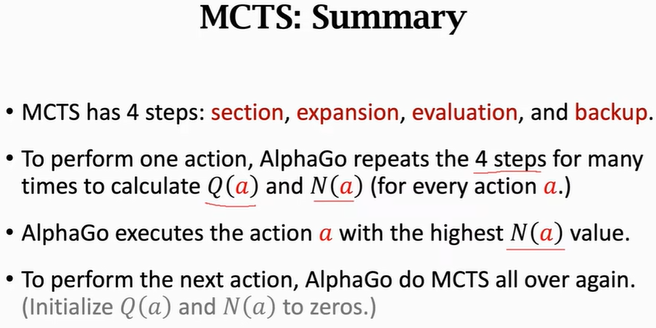 MCTS: Summary
• MCTS has 4 steps: section, expansion, evaluation, and backup.
• To perform one action, AlphaGo repeats the 4 steps for many
times to calculate Q(a) and N(a) (for every action a.)
• AlphaGo executes the action a with the highest N(a) value.
• To perform the next action, AlphaGo do MCTS all over again.
(Initialize Q(a) and N(a) to zeros.)